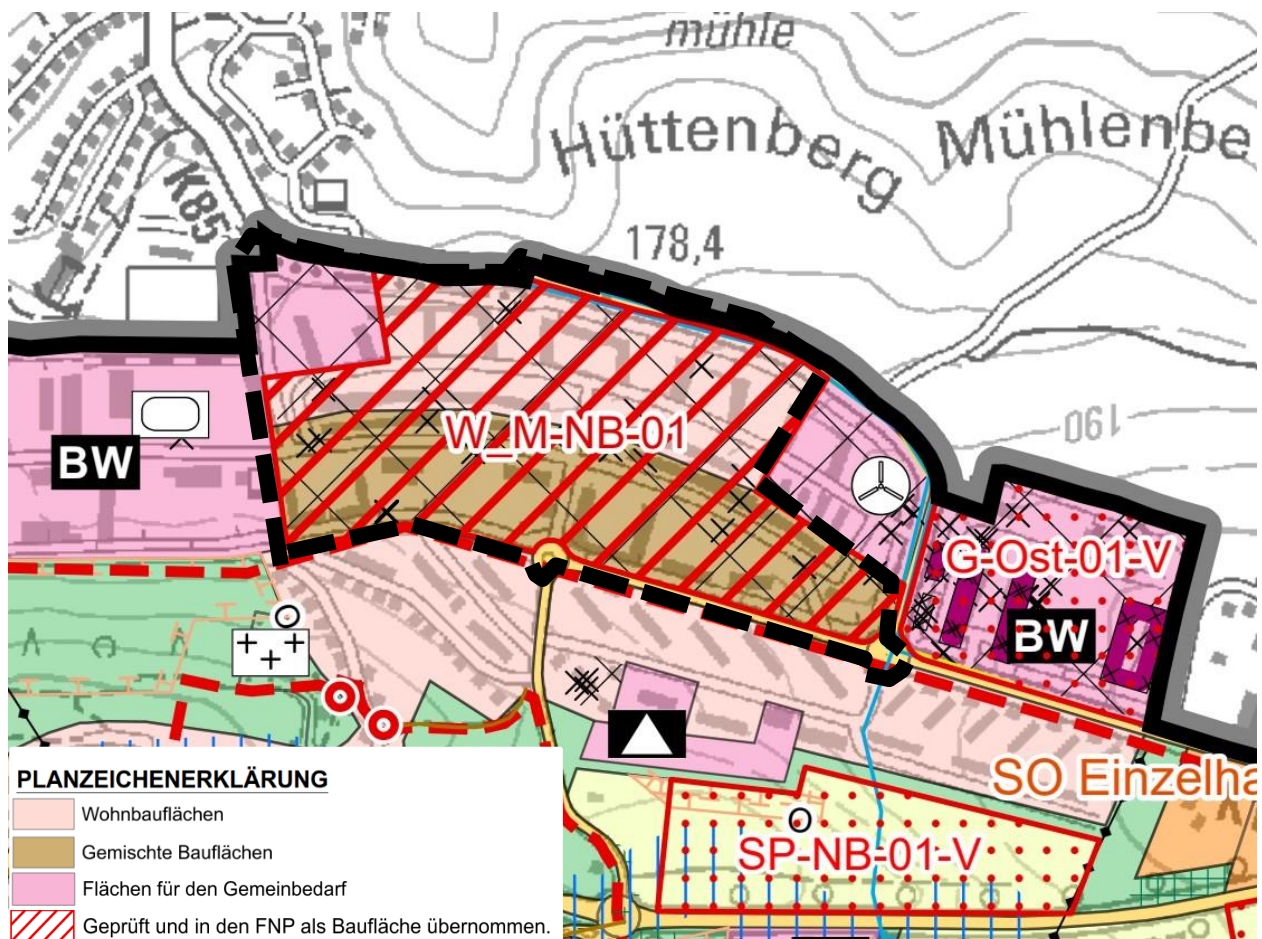 mühle
Hüttenberg
Mühlenbe
K85
178,4
190
W_M-NB-01
BW
G-Ost-01-V
BW
SO Einzelha
SP-NB-01-V
PLANZEICHENERKLÄRUNG
Wohnbauflächen
Gemischte Bauflächen
Flächen für den Gemeinbedarf
Geprüft und in den FNP als Baufläche übernommen.